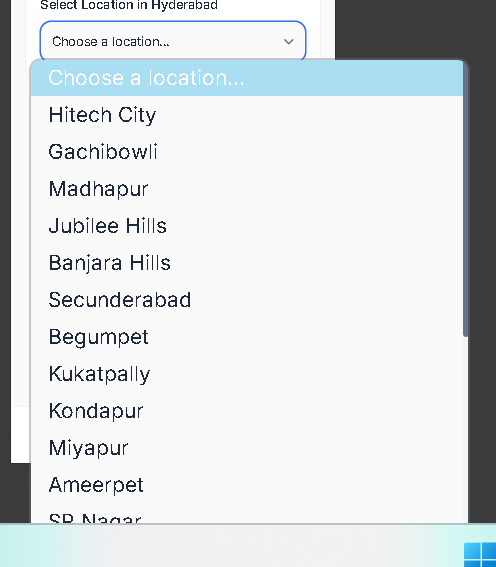 Select Location in Hyderabad
Choose a location...
Choose a location...
Hitech City
Gachibowli
Madhapur
Jubilee Hills
Banjara Hills
Secunderabad
Begumpet
Kukatpally
Kondapur
Miyapur
Ameerpet
SR Nagar